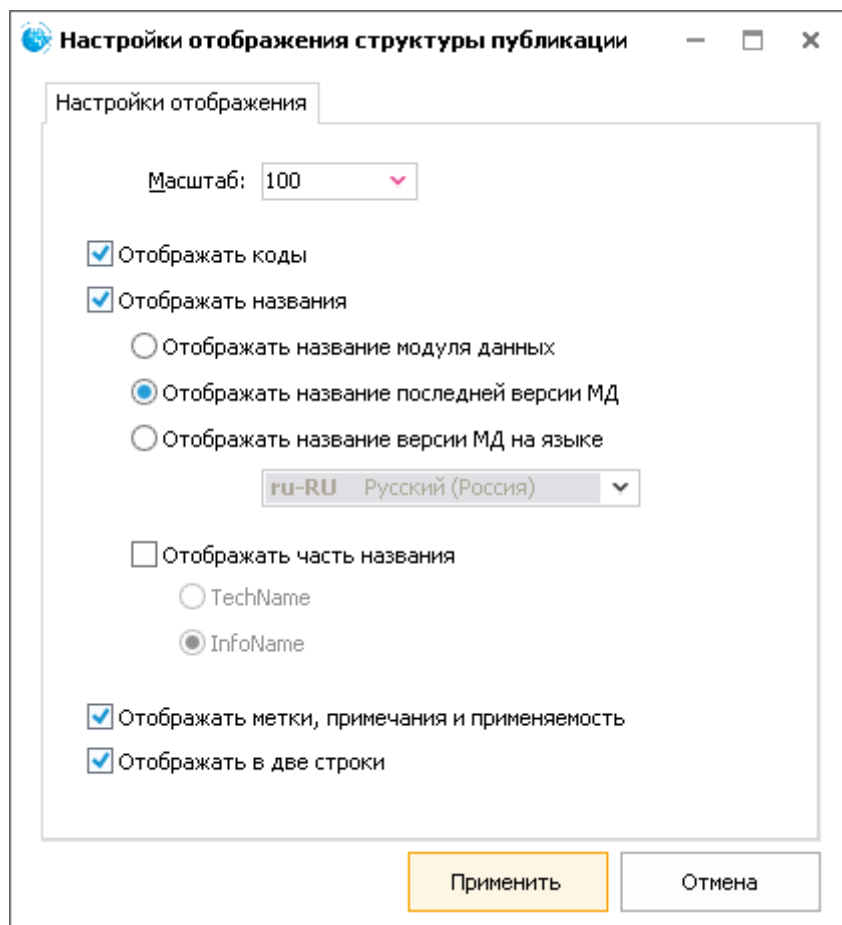 Настройки отображения структуры публикации
Настройки отображения
Масштаб: 100
Отображать коды
Отображать названия
Отображать название модуля данных
Отображать название последней версии МД
Отображать название версии МД на языке
ru-RU Русский (Россия)
Отображать часть названия
TechName
InfoName
Отображать метки, примечания и применяемость
Отображать в две строки
Применить Отмена